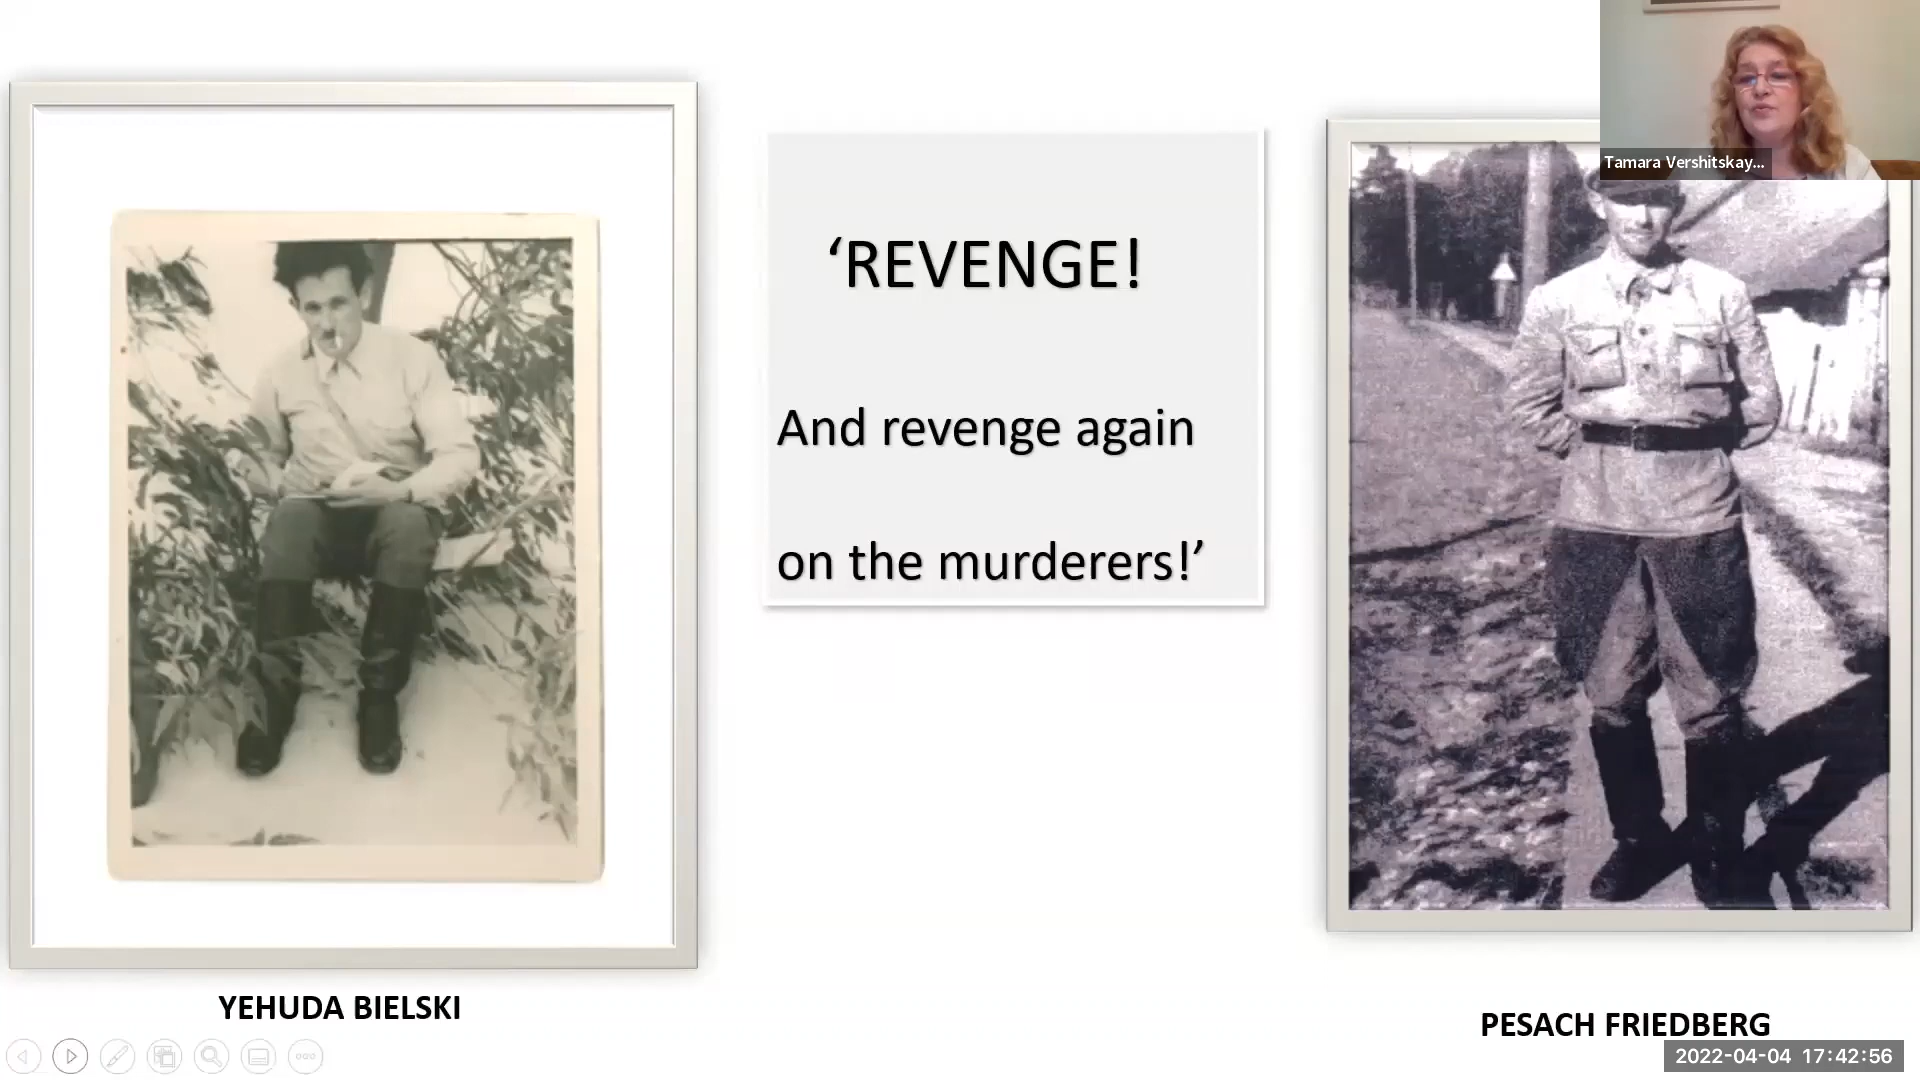 Tamara Vershitskay...
‘REVENGE!
And revenge again
on the murderers!’
YEHUDA BIELSKI
PESACH FRIEDBERG
2022-04-04 17:42:56